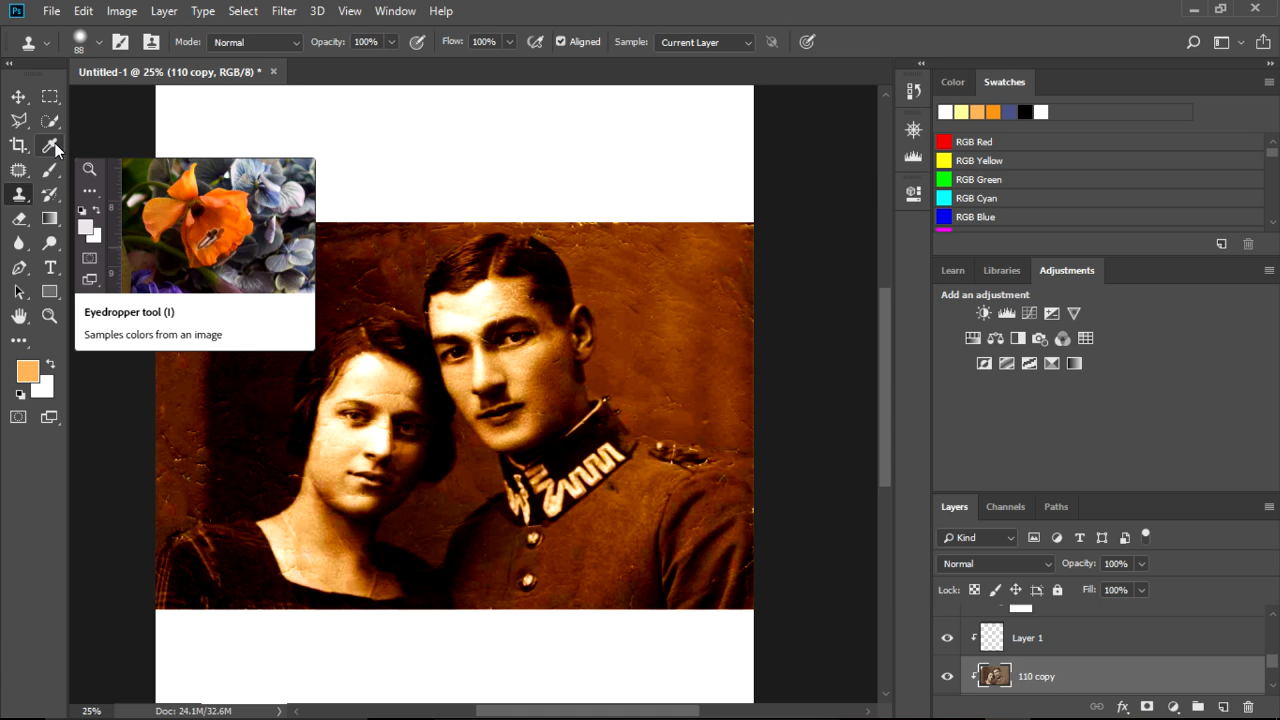 Ps File Edit Image Layer Type Select Filter 3D View Window Help
88 Mode: Normal Opacity: 100% Flow: 100% Aligned Sample: Current Layer
Untitled-1 @ 25% (110 copy, RGB/8) *
Color Swatches
RGB Red
RGB Yellow
RGB Green
RGB Cyan
RGB Blue
8
9
Eyedropper tool (I)
Samples colors from an image
Learn Libraries Adjustments
Add an adjustment
Layers Channels Paths
Kind
Normal Opacity: 100%
Lock: Fill: 100%
Layer 1
110 copy
25% Doc: 24.1M/32.6M